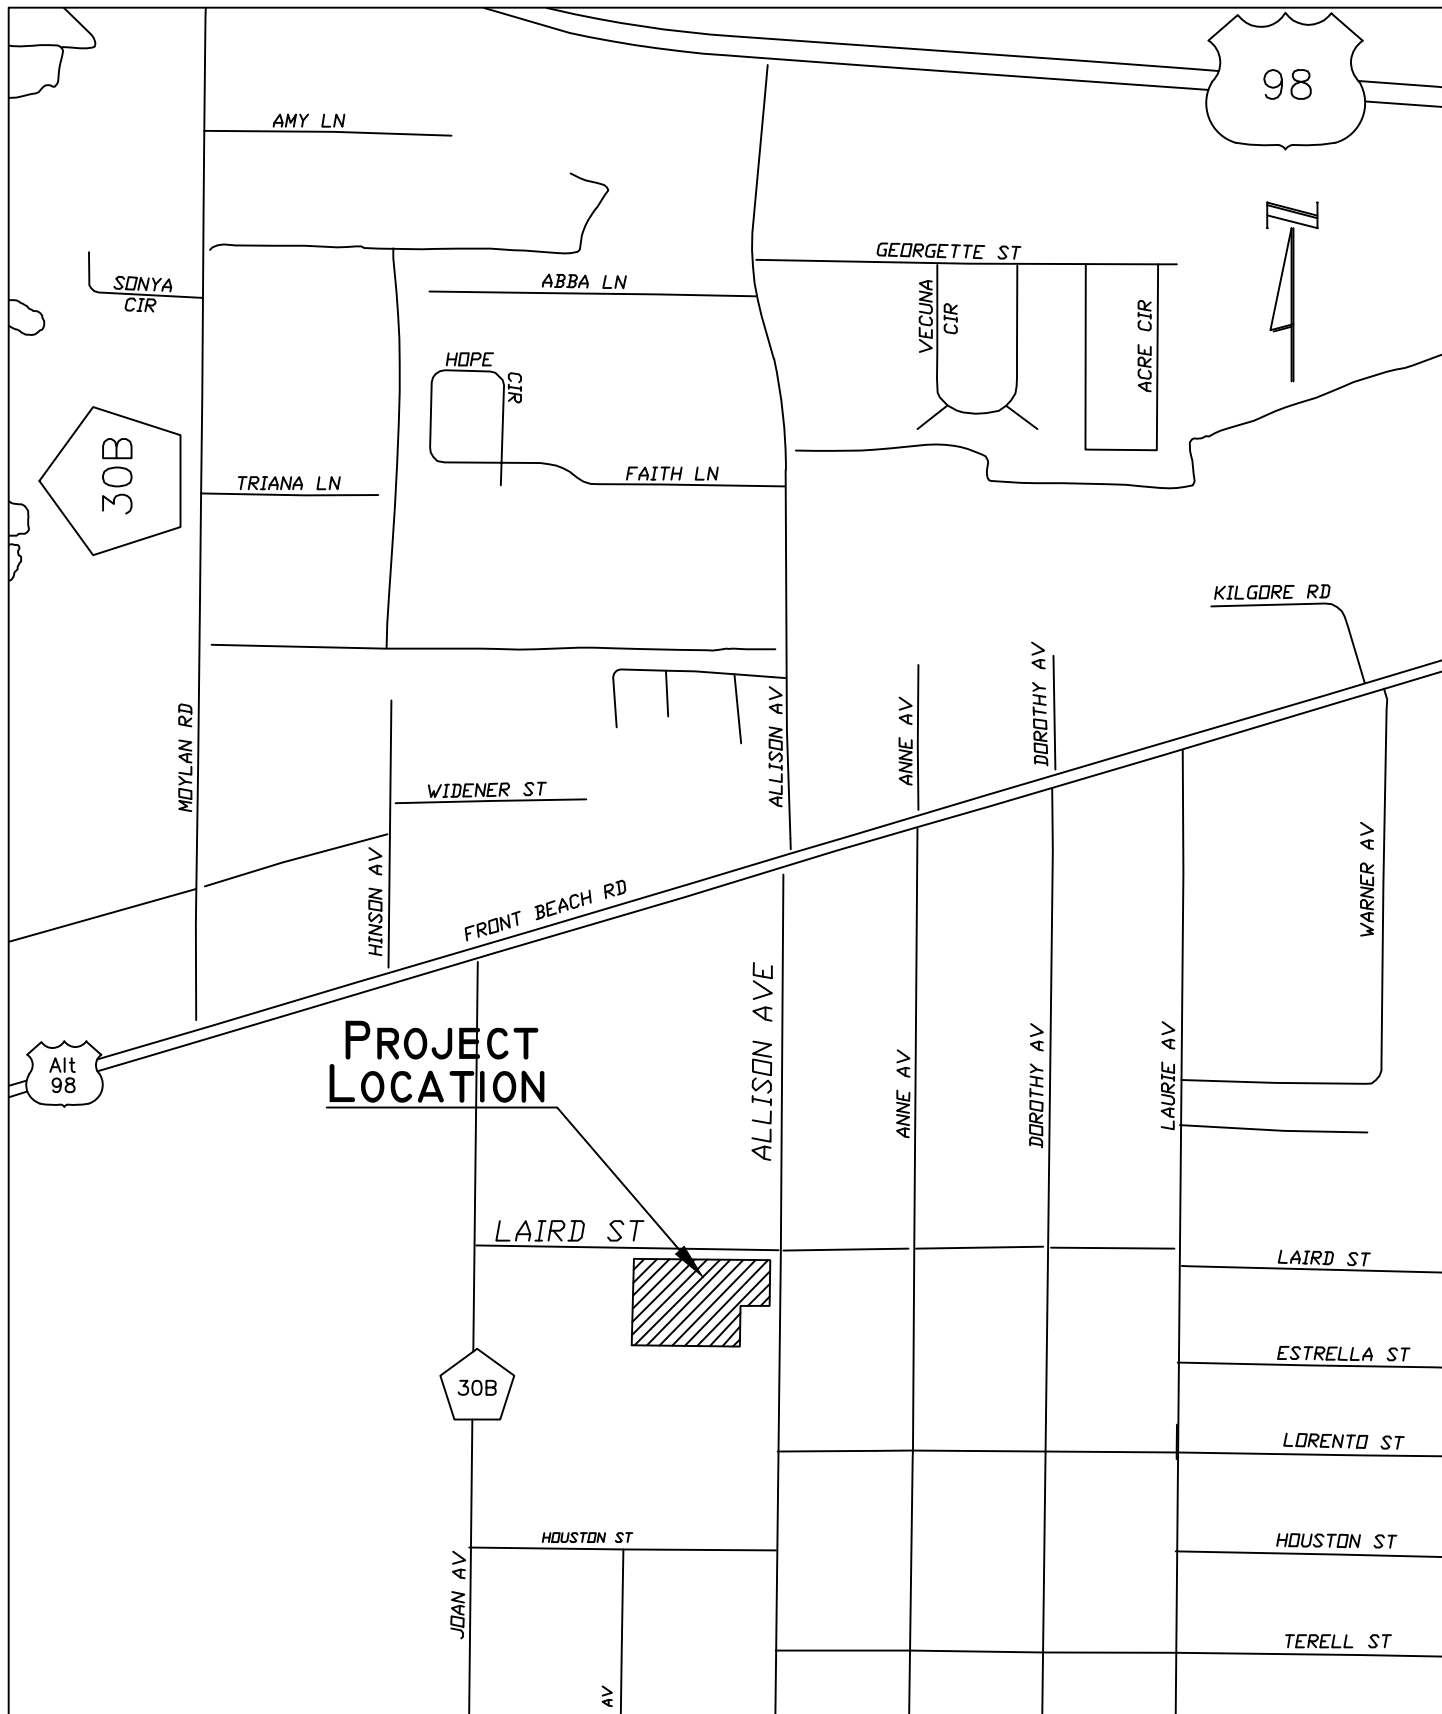 98
AMY LN
GEORGETTE ST
SONYA
CIR
ABBA LN
VECUNA
CIR
ACRE CIR
N
HOPE
CIR
30B
TRIANA LN
FAITH LN
KILGORE RD
MOYLAN RD
ALLISON AV
ANNE AV
DOROTHY AV
WIDENER ST
HINSON AV
FRONT BEACH RD
WARNER AV
ALLISON AVE
Alt
98
PROJECT
LOCATION
ANNE AV
DOROTHY AV
LAURIE AV
LAIRD ST
LAIRD ST
30B
ESTRELLA ST
LORENTO ST
HOUSTON ST
HOUSTON ST
JOAN AV
TERELL ST
AV